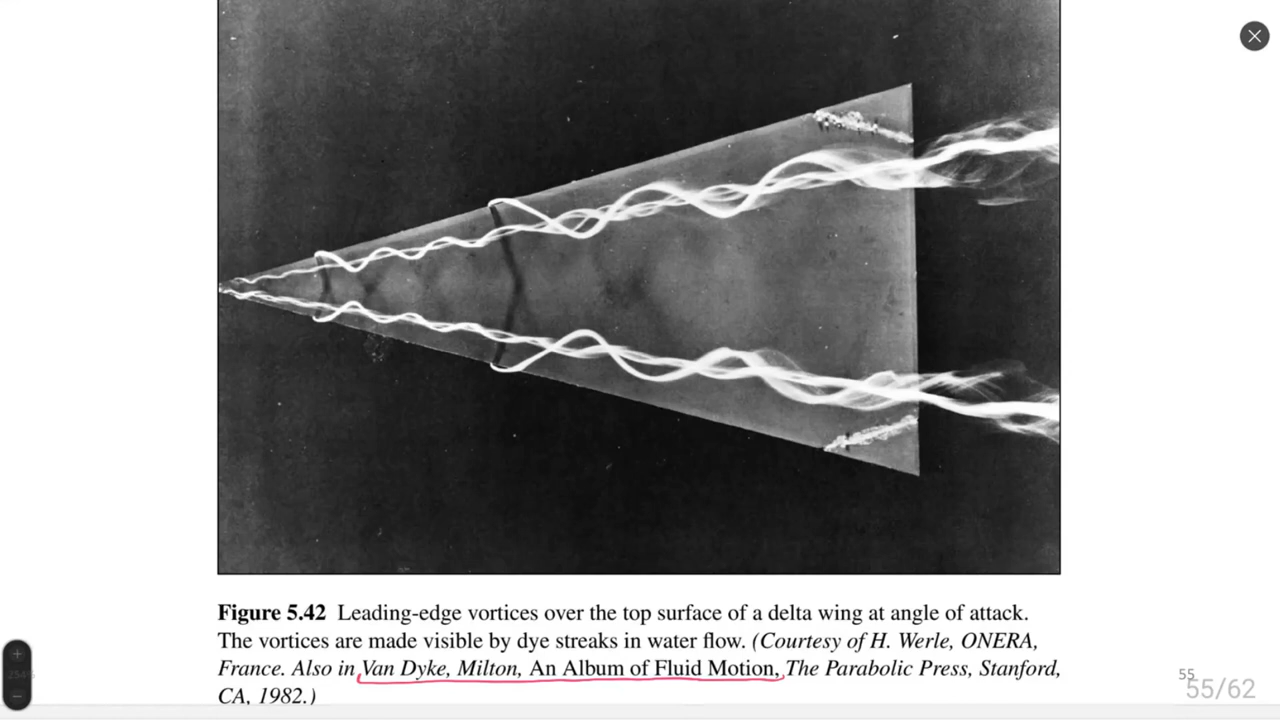 Figure 5.42 Leading-edge vortices over the top surface of a delta wing at angle of attack.
The vortices are made visible by dye streaks in water flow. (Courtesy of H. Werle, ONERA,
France. Also in Van Dyke, Milton, An Album of Fluid Motion, The Parabolic Press, Stanford,
CA, 1982.)
55
55/62